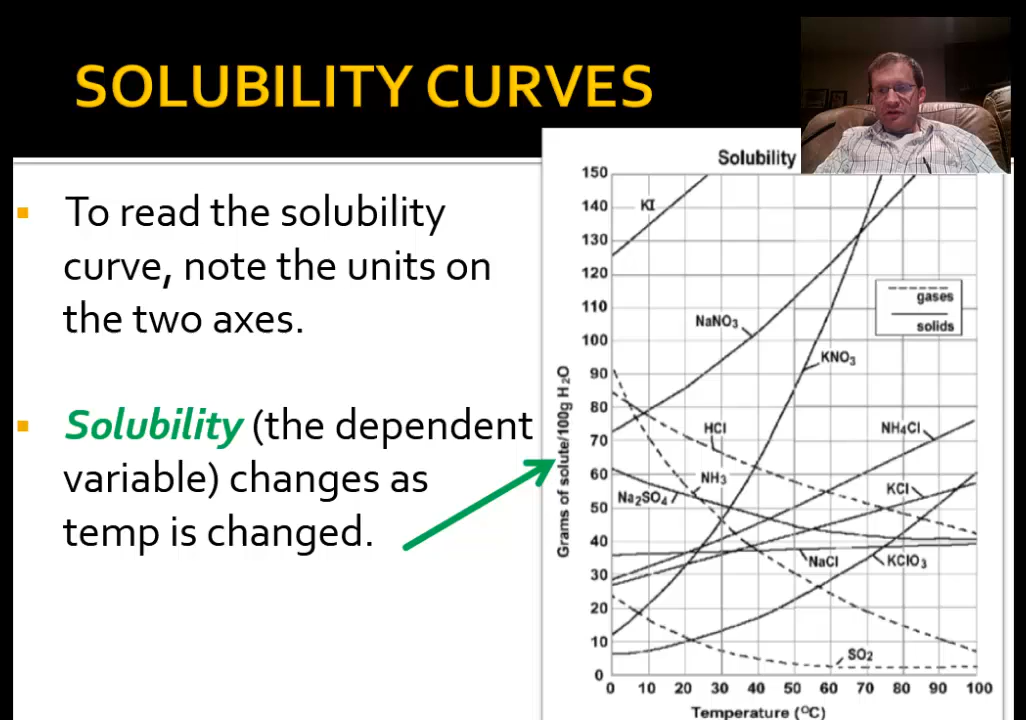 SOLUBILITY CURVES
▪ To read the solubility
curve, note the units on
the two axes.
▪ Solubility (the dependent
variable) changes as
temp is changed.
Solubility
150
140
130
120
110
100
90
80
70
60
50
40
30
20
10
0
Grams of solute/100g H₂O
KI
NaNO₃
gases
solids
KNO₃
HCl
NH₄Cl
NH₃
KCl
Na₂SO₄
NaCl
KClO₃
SO₂
0 10 20 30 40 50 60 70 80 90 100
Temperature (ºC)